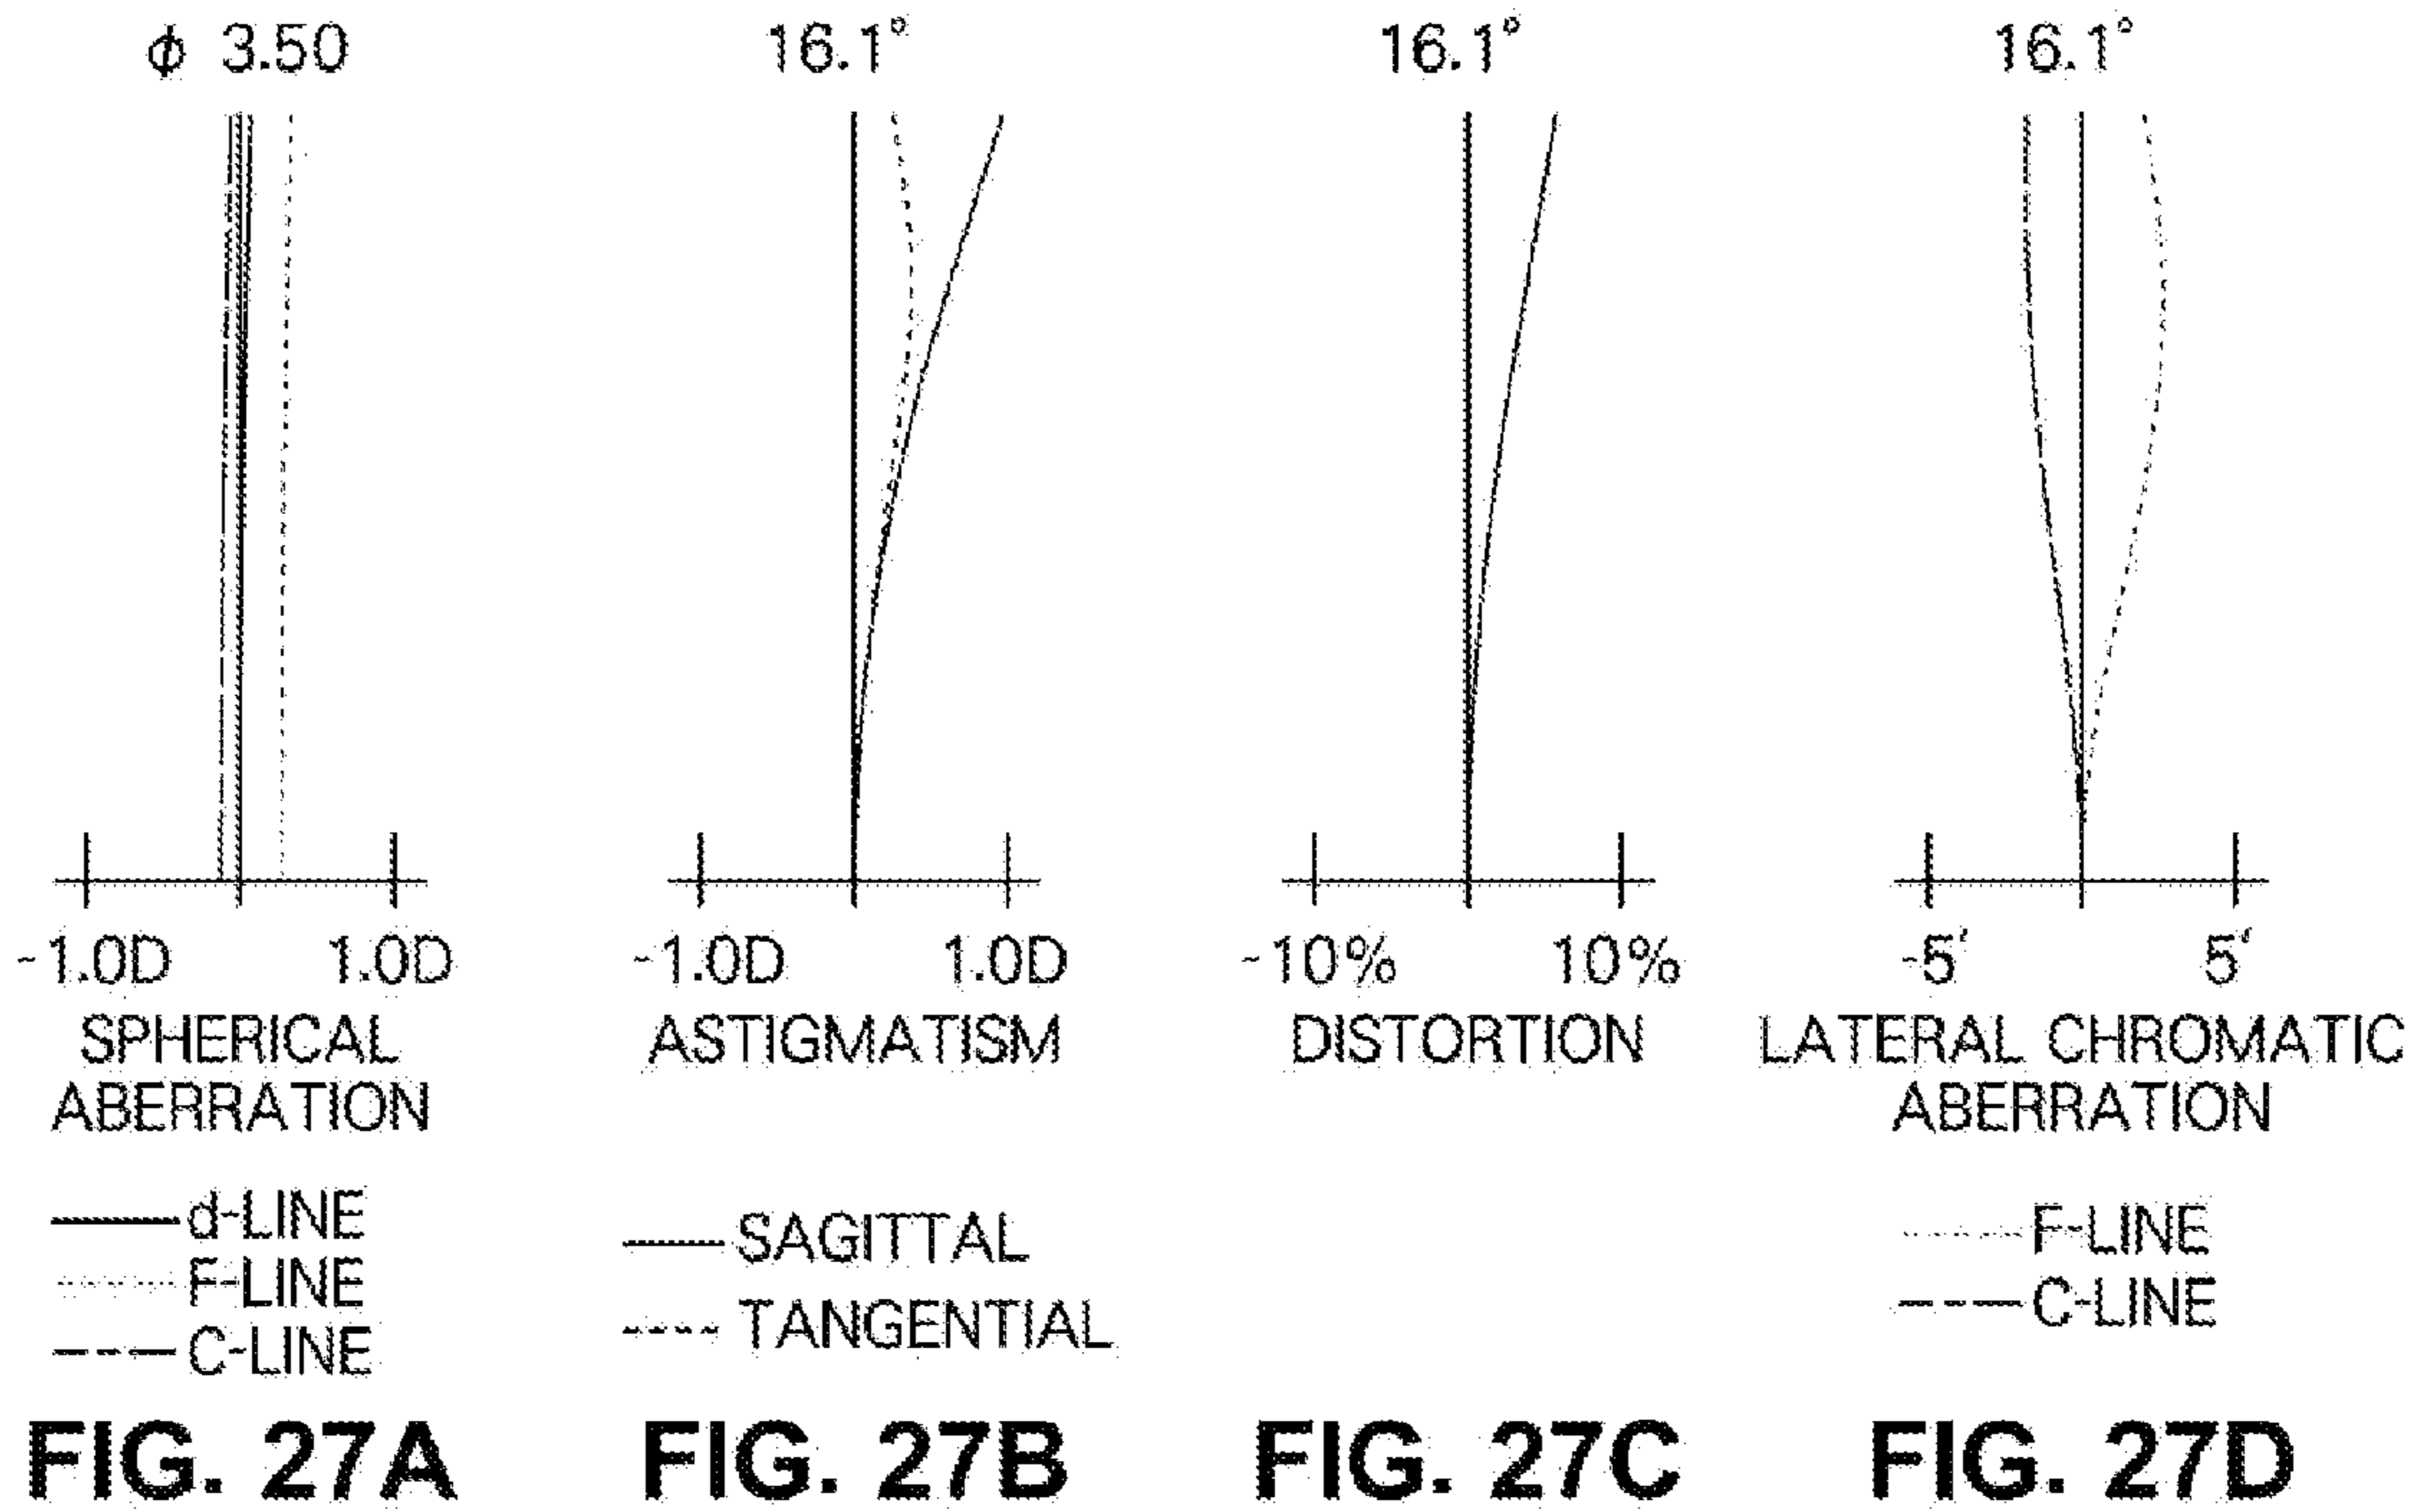 ϕ 3.50
16.1°
16.1°
16.1°
-1.0D 1.0D
-1.0D 1.0D
-10% 10%
-5' 5'
SPHERICAL
ABERRATION
ASTIGMATISM
DISTORTION
LATERAL CHROMATIC
ABERRATION
d-LINE
F-LINE
C-LINE
SAGITTAL
TANGENTIAL
F-LINE
C-LINE
FIG. 27A
FIG. 27B
FIG. 27C
FIG. 27D